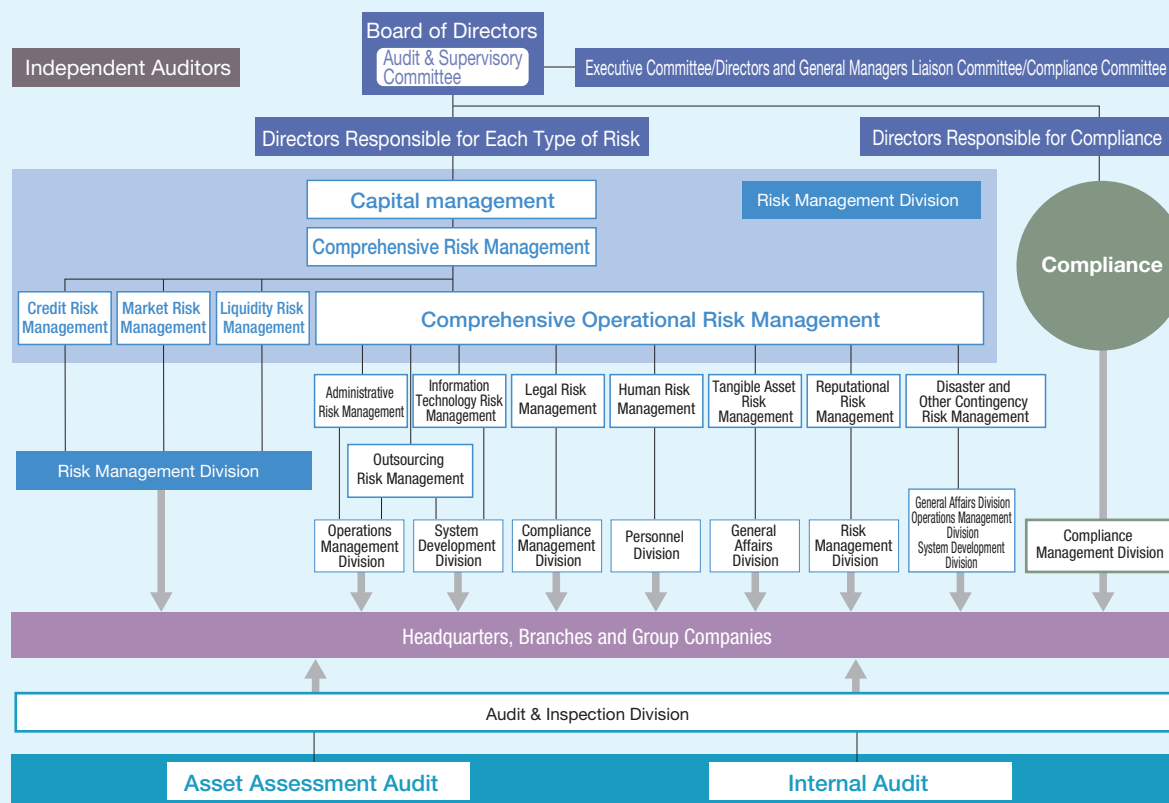 Board of Directors
Audit & Supervisory
Committee
Independent Auditors
Executive Committee/Directors and General Managers Liaison Committee/Compliance Committee
Directors Responsible for Each Type of Risk
Directors Responsible for Compliance
Capital management
Risk Management Division
Comprehensive Risk Management
Compliance
Credit Risk
Management
Market Risk
Management
Liquidity Risk
Management
Comprehensive Operational Risk Management
Administrative
Risk Management
Information
Technology Risk
Management
Legal Risk
Management
Human Risk
Management
Tangible Asset
Risk
Management
Reputational
Risk
Management
Disaster and
Other Contingency
Risk Management
Risk Management Division
Outsourcing
Risk Management
Operations
Management
Division
System
Development
Division
Compliance
Management
Division
Personnel
Division
General
Affairs
Division
Risk
Management
Division
General Affairs Division
Operations Management
Division
System Development
Division
Compliance
Management Division
Headquarters, Branches and Group Companies
Audit & Inspection Division
Asset Assessment Audit
Internal Audit